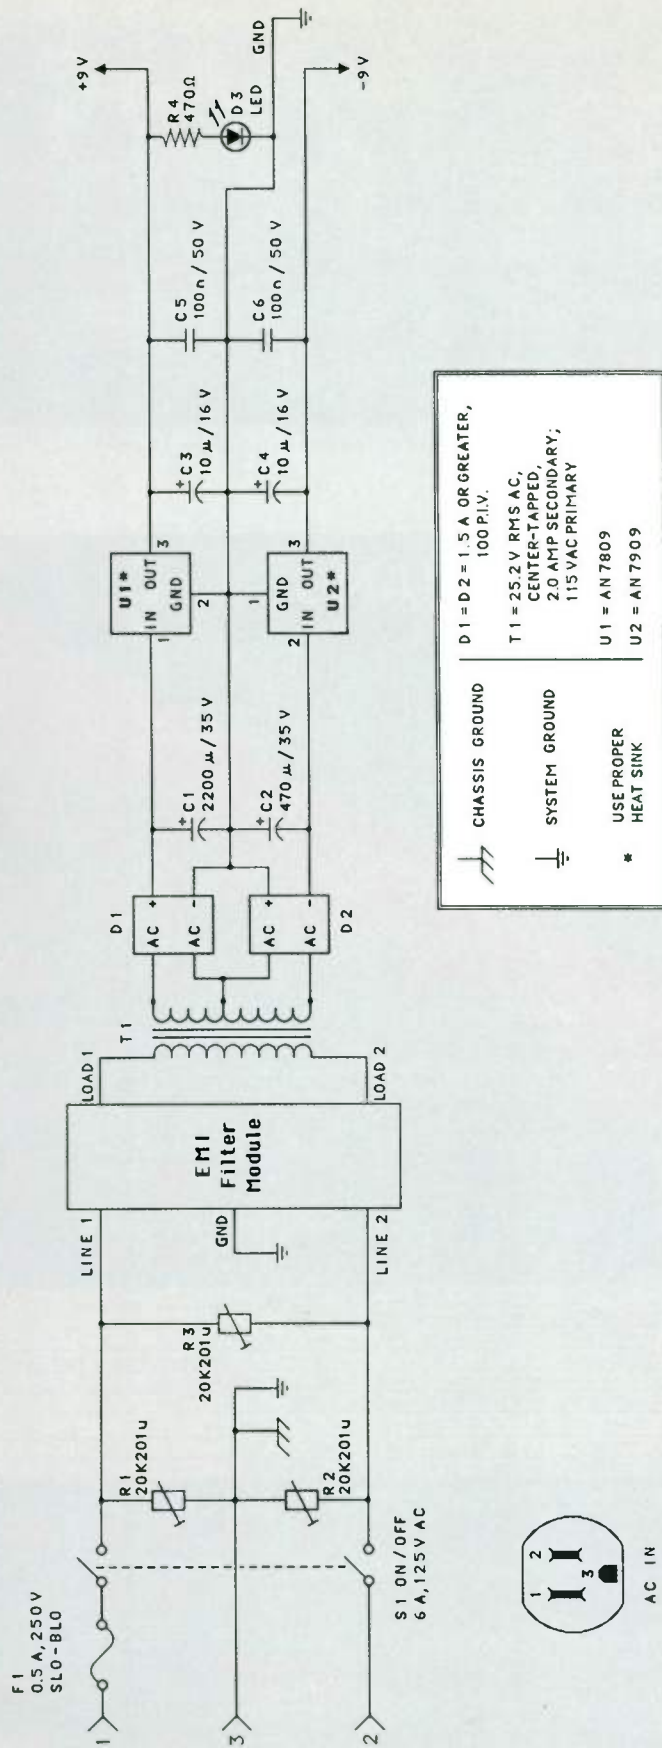 F1
0.5 A, 250 V
SLO-BLO
1
3
2
S1 ON/OFF
6 A, 125 V AC
R1
20K201u
R2
20K201u
R3
20K201u
LINE 1
GND
LINE 2
EMI
Filter
Module
LOAD 1
LOAD 2
T1
D1
AC +
AC -
AC +
AC -
D2
+C1
2200 µ/35 V
+C2
470 µ/35 V
U1*
IN OUT
GND
1
3
2
1
GND
IN OUT
U2*
2
3
+C3
10 µ/16 V
+C4
10 µ/16 V
C5
100n/50 V
C6
100n/50 V
R4
470Ω
D3
LED
+9V
GND
-9V
1
2
3
AC IN
CHASSIS GROUND
SYSTEM GROUND
* USE PROPER
HEAT SINK
D1 = D2 = 1.5 A OR GREATER,
100 P.I.V.
T1 = 25.2 V RMS AC,
CENTER-TAPPED,
2.0 AMP SECONDARY;
115 VAC PRIMARY
U1 = AN7809
U2 = AN7909